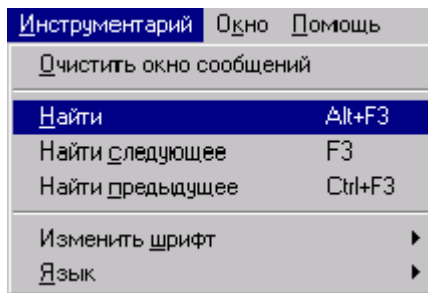 Инструментарий Окно Помощь
Очистить окно сообщений
Найти Alt+F3
Найти следующее F3
Найти предыдущее Ctrl+F3
Изменить шрифт
Язык